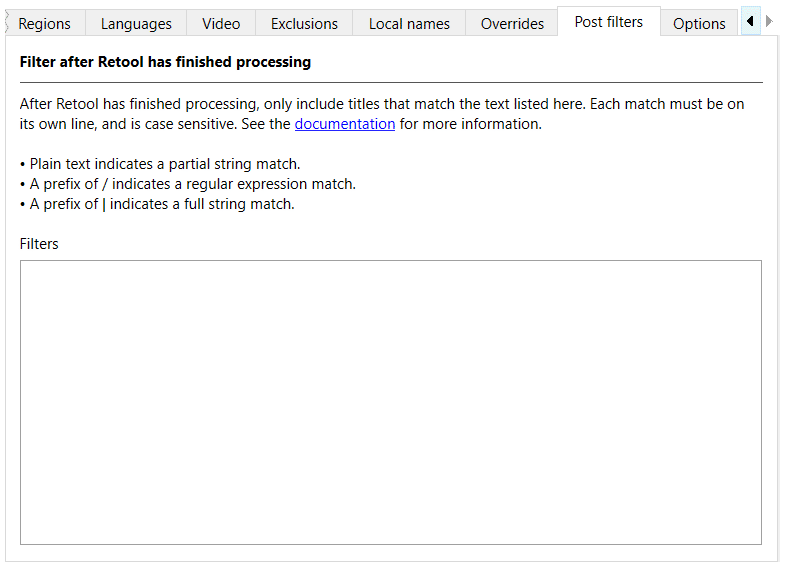 Regions Languages Video Exclusions Local names Overrides Post filters Options
Filter after Retool has finished processing
After Retool has finished processing, only include titles that match the text listed here. Each match must be on
its own line, and is case sensitive. See the documentation for more information.
• Plain text indicates a partial string match.
• A prefix of / indicates a regular expression match.
• A prefix of | indicates a full string match.
Filters